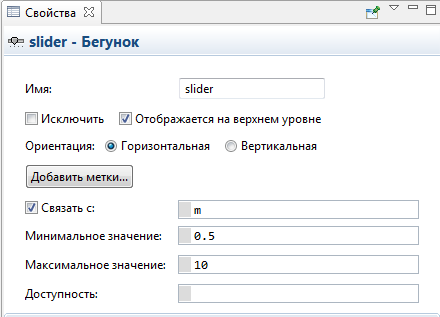 Свойства
slider - Бегунок
Имя: slider
Исключить Отображается на верхнем уровне
Ориентация: Горизонтальная Вертикальная
Добавить метки...
Связать с: m
Минимальное значение: 0.5
Максимальное значение: 10
Доступность: